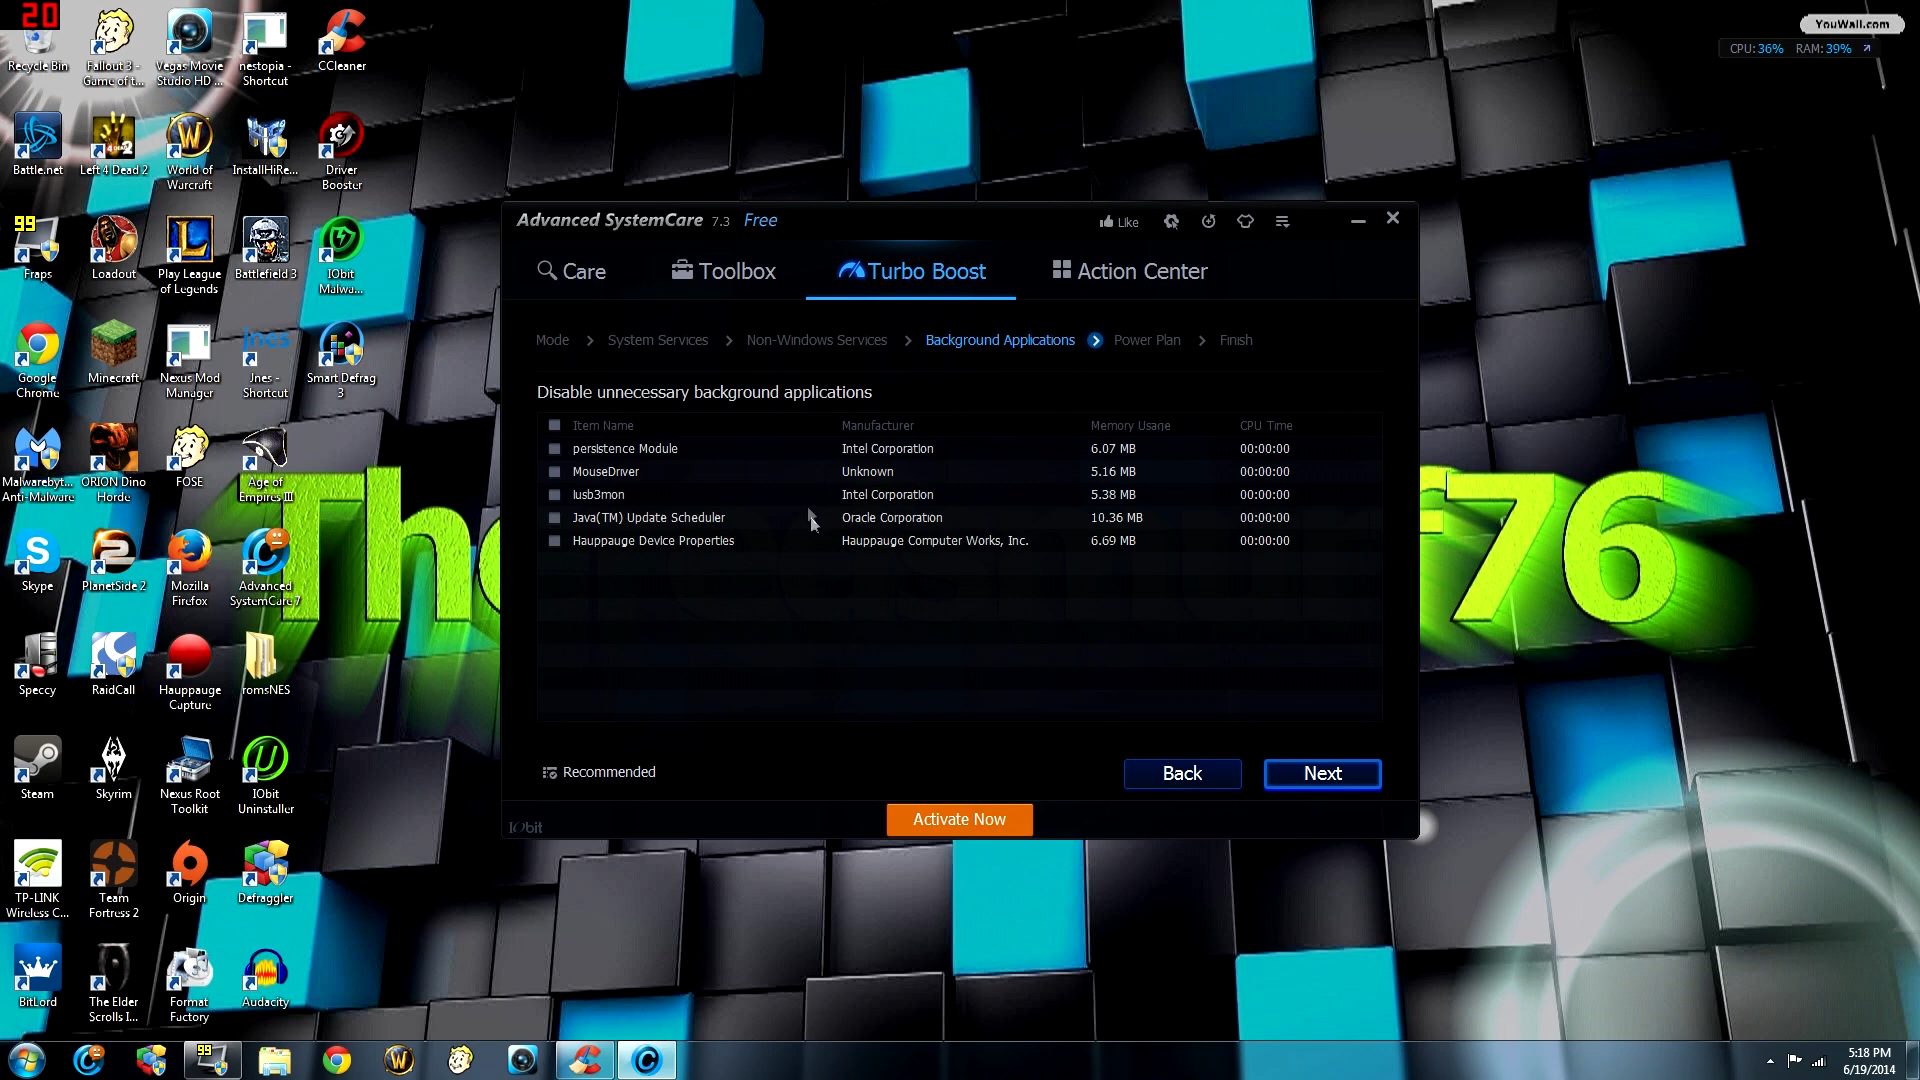 20
YouWall.com
CPU: 36% RAM: 39%
Recycle Bin
Fallout 3 - Game of t...
Vegas Movie Studio HD ...
nestopia - Shortcut
CCleaner
Battle.net
Left 4 Dead 2
World of Warcraft
InstallHiRe...
Driver Booster
99
Fraps
Loadout
Play League of Legends
Battlefield 3
IObit Malwa...
Google Chrome
Minecraft
Nexus Mod Manager
jnes
Jnes - Shortcut
Smart Defrag 3
Malwarebyt... Anti-Malware
ORION Dino Horde
FOSE
Age of Empires III
Skype
PlanetSide 2
Mozilla Firefox
Advanced SystemCare 7
Speccy
RaidCall
Hauppauge Capture
romsNES
Steam
Skyrim
Nexus Root Toolkit
IObit Uninstaller
TP-LINK Wireless C...
Team Fortress 2
Origin
Defraggler
BitLord
The Elder Scrolls I...
Format Factory
Audacity
Advanced SystemCare 7.3 Free
Like
Care
Toolbox
Turbo Boost
Action Center
Mode
System Services
Non-Windows Services
Background Applications
Power Plan
Finish
Disable unnecessary background applications
Item Name Manufacturer Memory Usage CPU Time
persistence Module Intel Corporation 6.07 MB 00:00:00
MouseDriver Unknown 5.16 MB 00:00:00
iusb3mon Intel Corporation 5.38 MB 00:00:00
Java(TM) Update Scheduler Oracle Corporation 10.36 MB 00:00:00
Hauppauge Device Properties Hauppauge Computer Works, Inc. 6.69 MB 00:00:00
Recommended
Back
Next
IObit
Activate Now
76
99
5:18 PM
6/19/2014